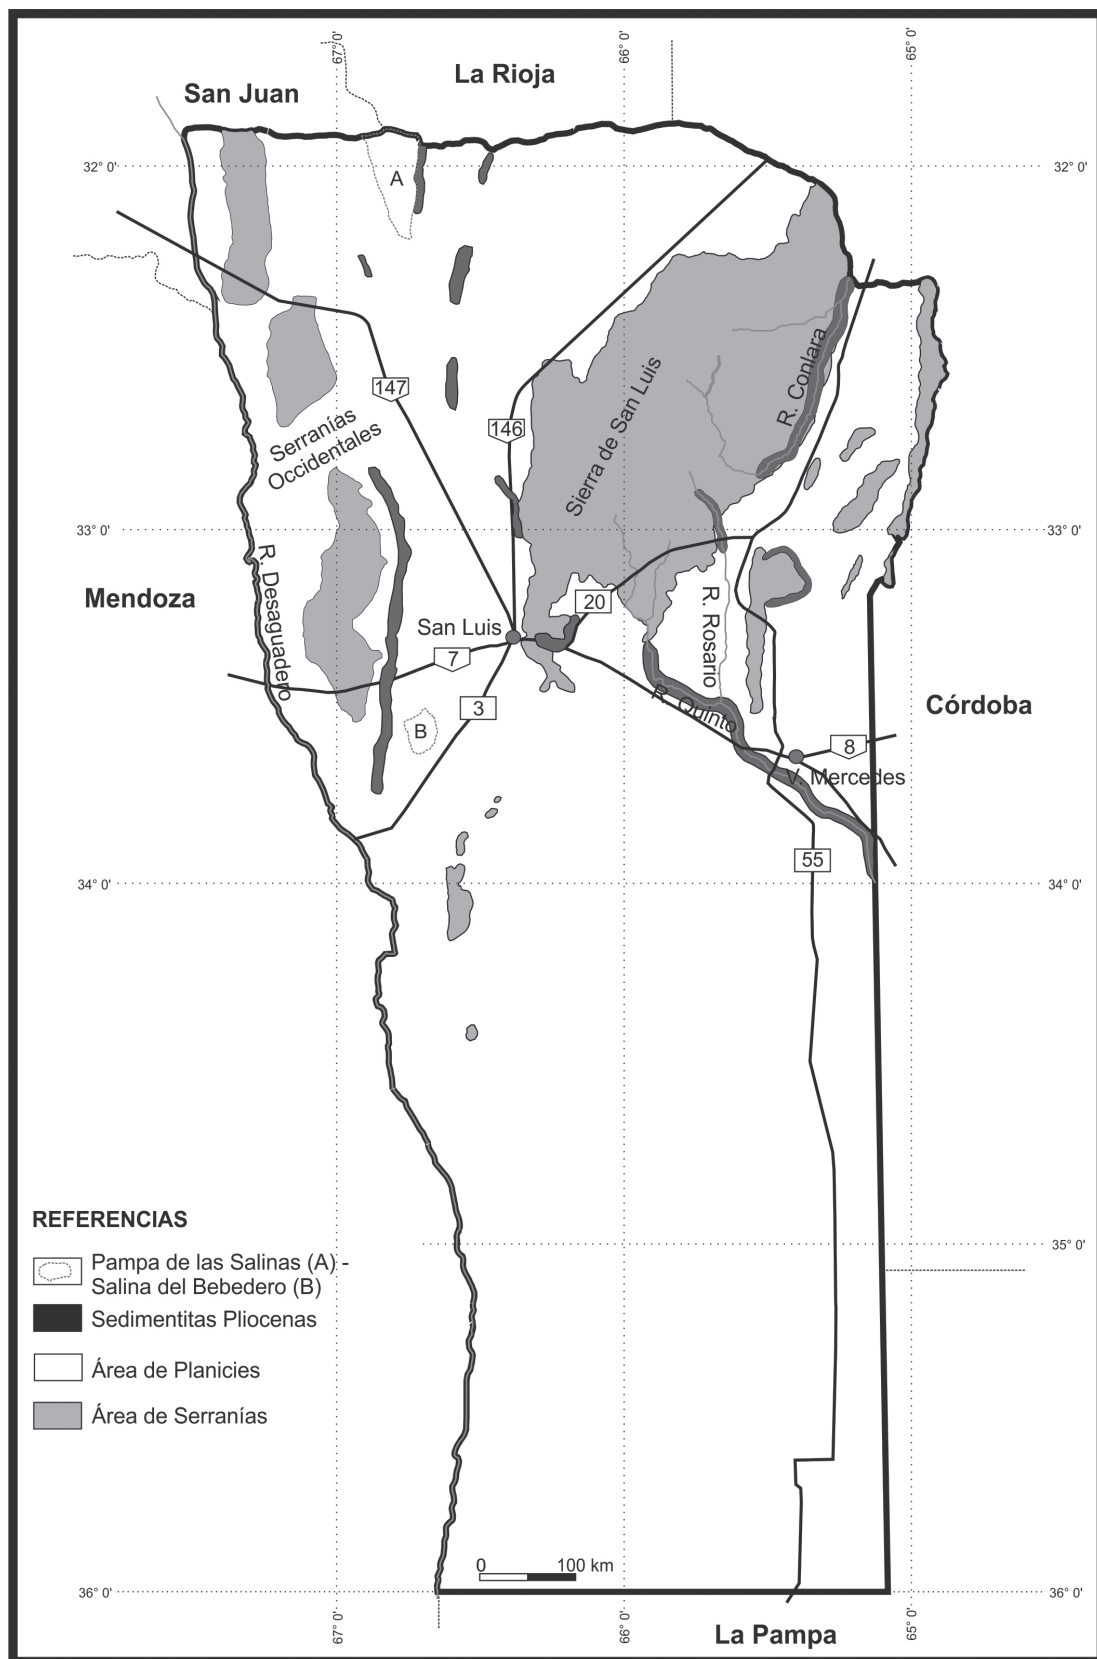 67° 0'
66° 0'
65° 0'
La Rioja
San Juan
32° 0'
32° 0'
A
R. Conlara
147
Sierra de San Luis
146
Serranías
Occidentales
33° 0'
33° 0'
R. Desaguadero
Mendoza
20
R. Rosario
San Luis
7
3
Córdoba
R. Quinto
B
8
V. Mercedes
55
34° 0'
34° 0'
REFERENCIAS
35° 0'
Pampa de las Salinas (A) -
Salina del Bebedero (B)
Sedimentitas Pliocenas
Área de Planicies
Área de Serranías
0
100 km
36° 0'
36° 0'
67° 0'
66° 0'
65° 0'
La Pampa